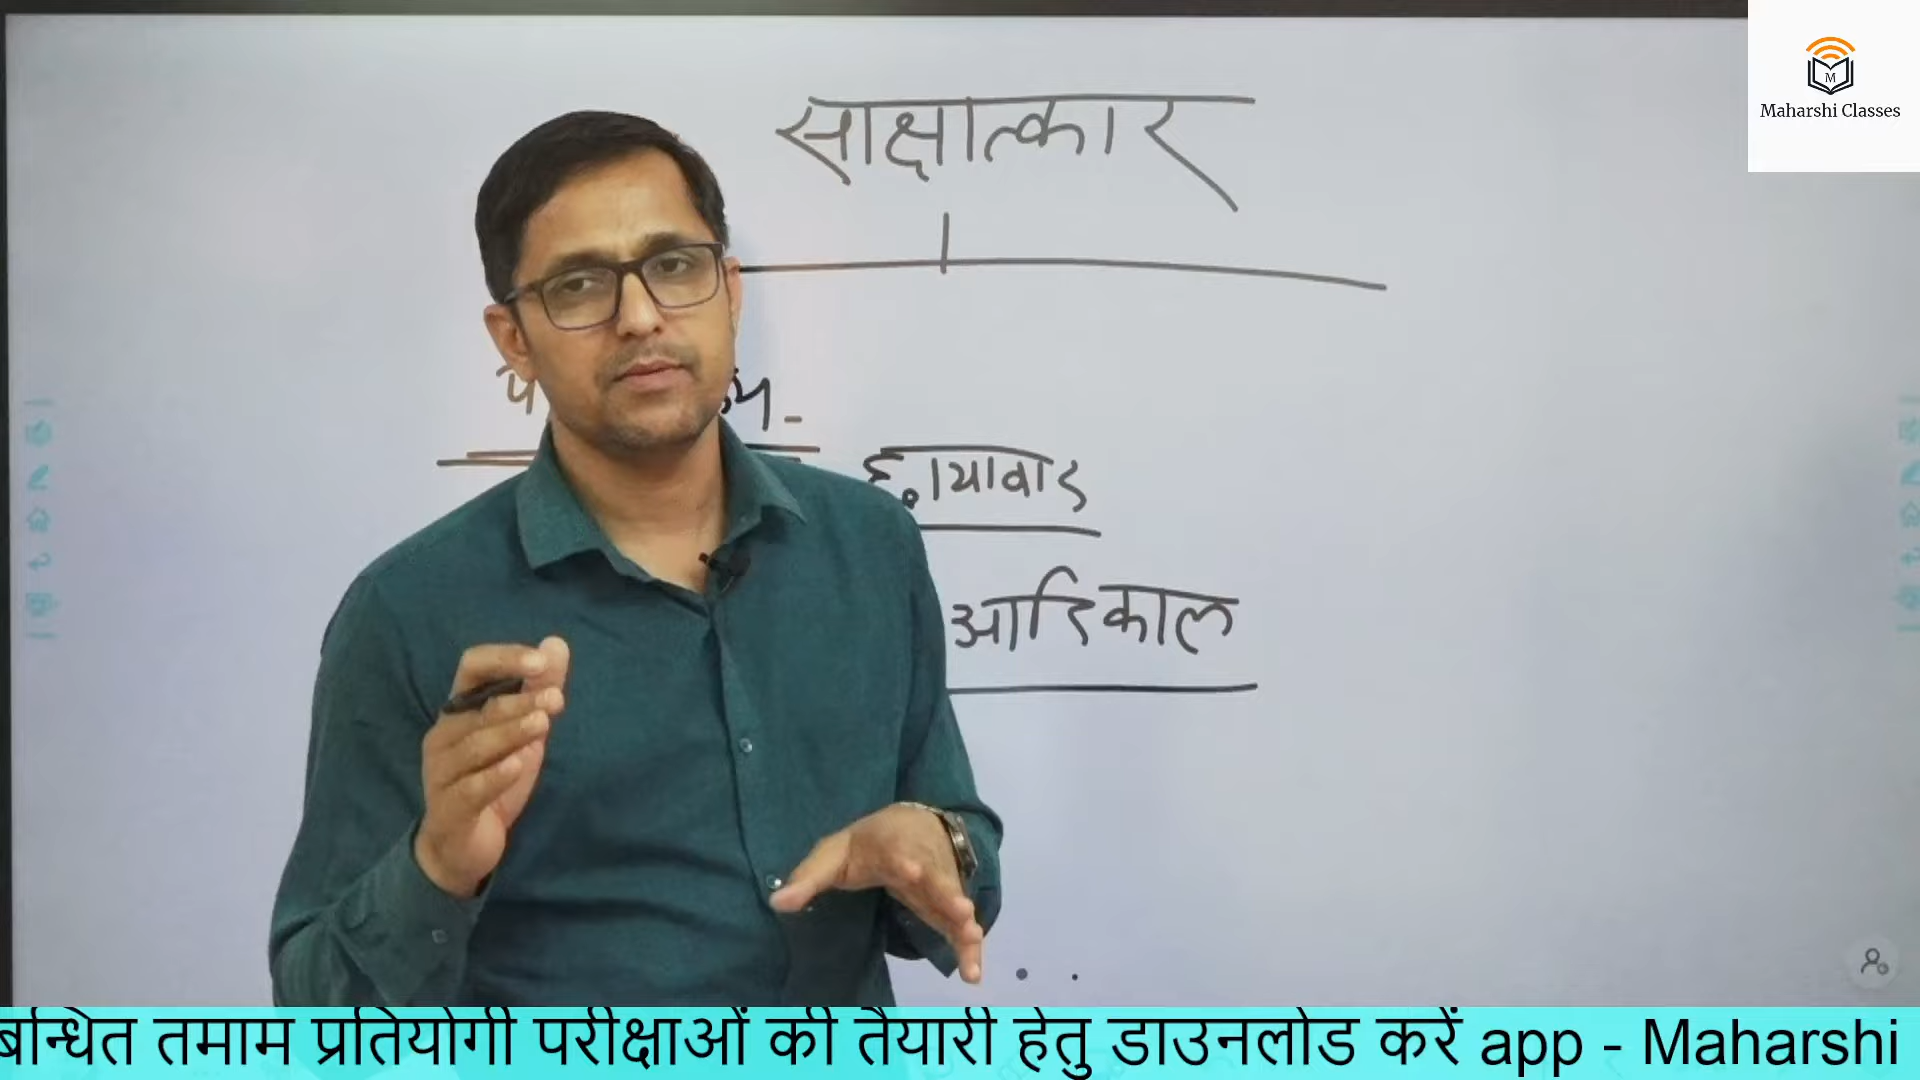 Maharshi Classes
साक्षात्कार
छायावाद
आदिकाल
बन्धित तमाम प्रतियोगी परीक्षाओं की तैयारी हेतु डाउनलोड करें app - Maharshi